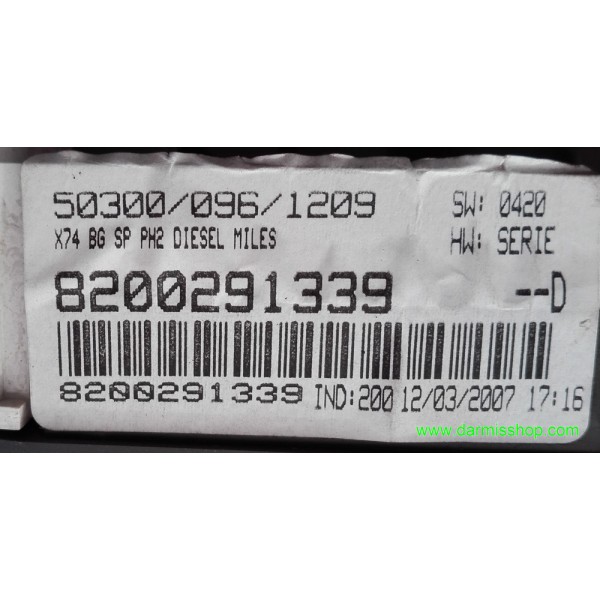 50300/096/1209 SW: 0420
X74 BG SP PH2 DIESEL MILES HW: SERIE
8200291339 --D
8200291339 IND:200 12/03/2007 17:16
www.darmisshop.com